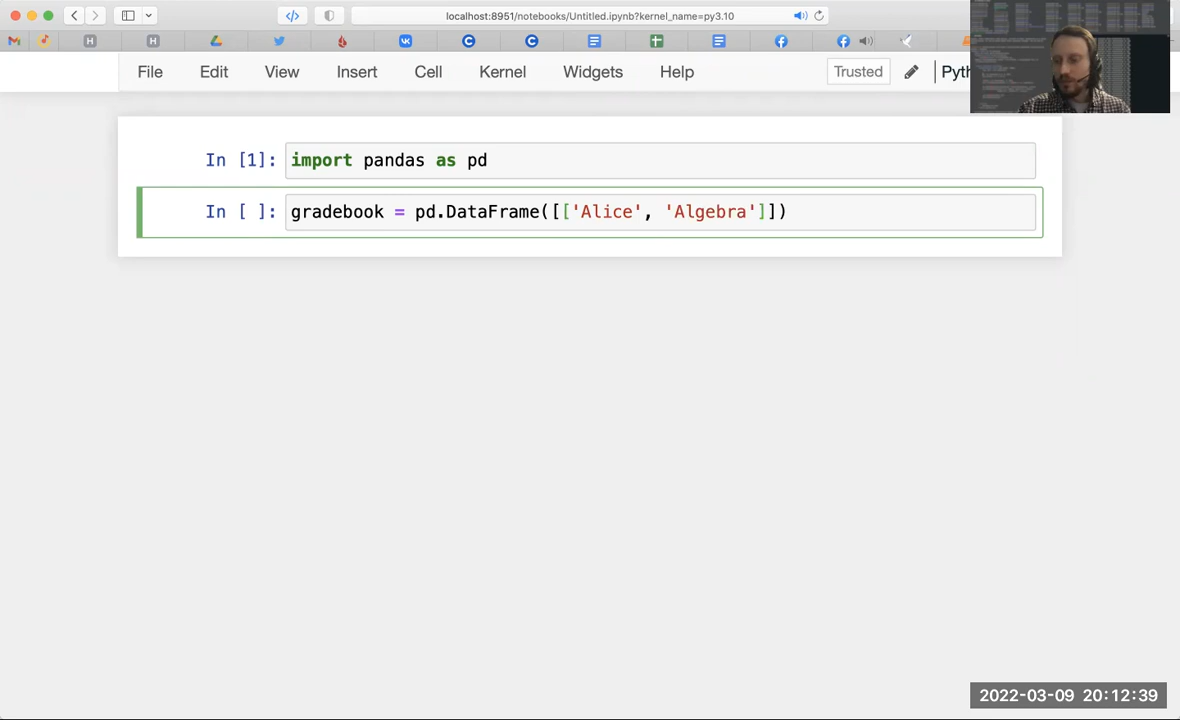 localhost:8951/notebooks/Untitled.ipynb?kernel_name=py3.10
File Edit View Insert Cell Kernel Widgets Help Trusted Pyth
In [1]: import pandas as pd
In [ ]: gradebook = pd.DataFrame([['Alice', 'Algebra']])
2022-03-09 20:12:39